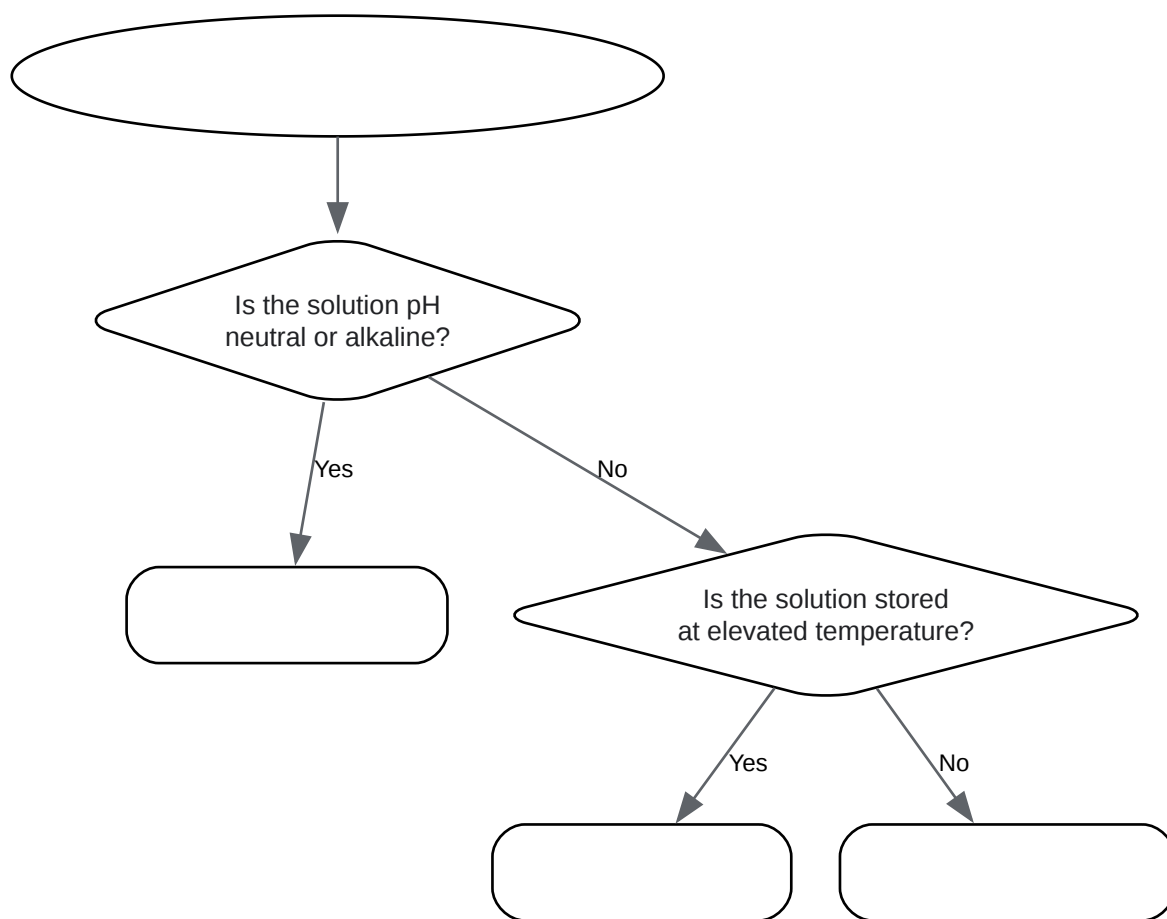 Is the solution pH
neutral or alkaline?
Yes
No
Is the solution stored
at elevated temperature?
Yes
No